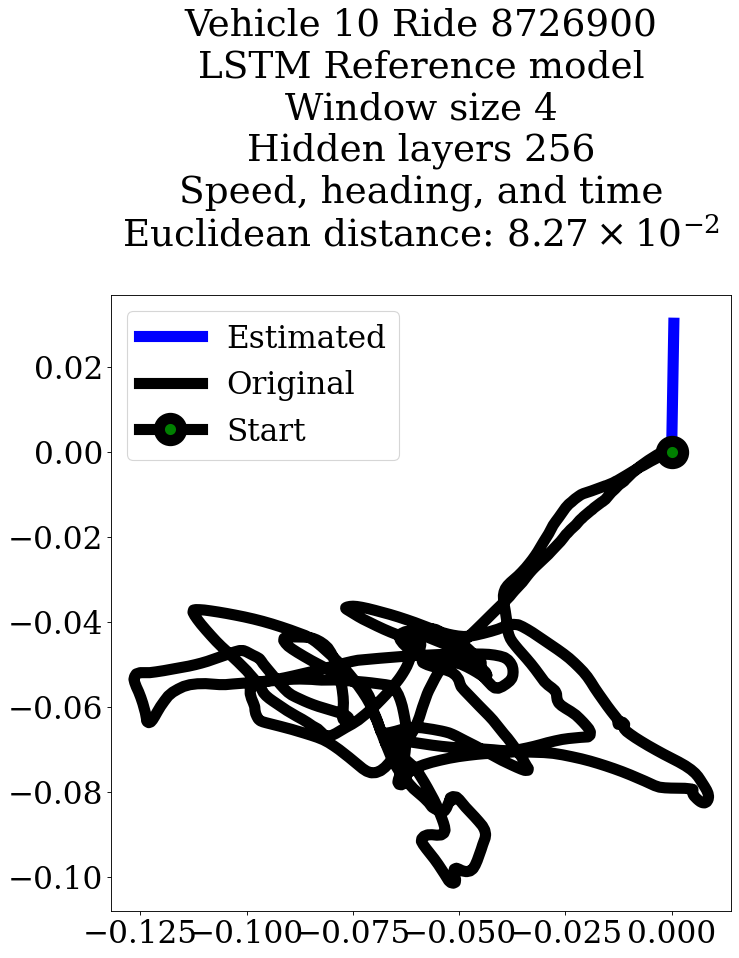 Vehicle 10 Ride 8726900
LSTM Reference model
Window size 4
Hidden layers 256
Speed, heading, and time
Euclidean distance: 8.27 × 10⁻²
Estimated
Original
Start
0.02
0.00
−0.02
−0.04
−0.06
−0.08
−0.10
−0.125 −0.100 −0.075 −0.050 −0.025 0.000